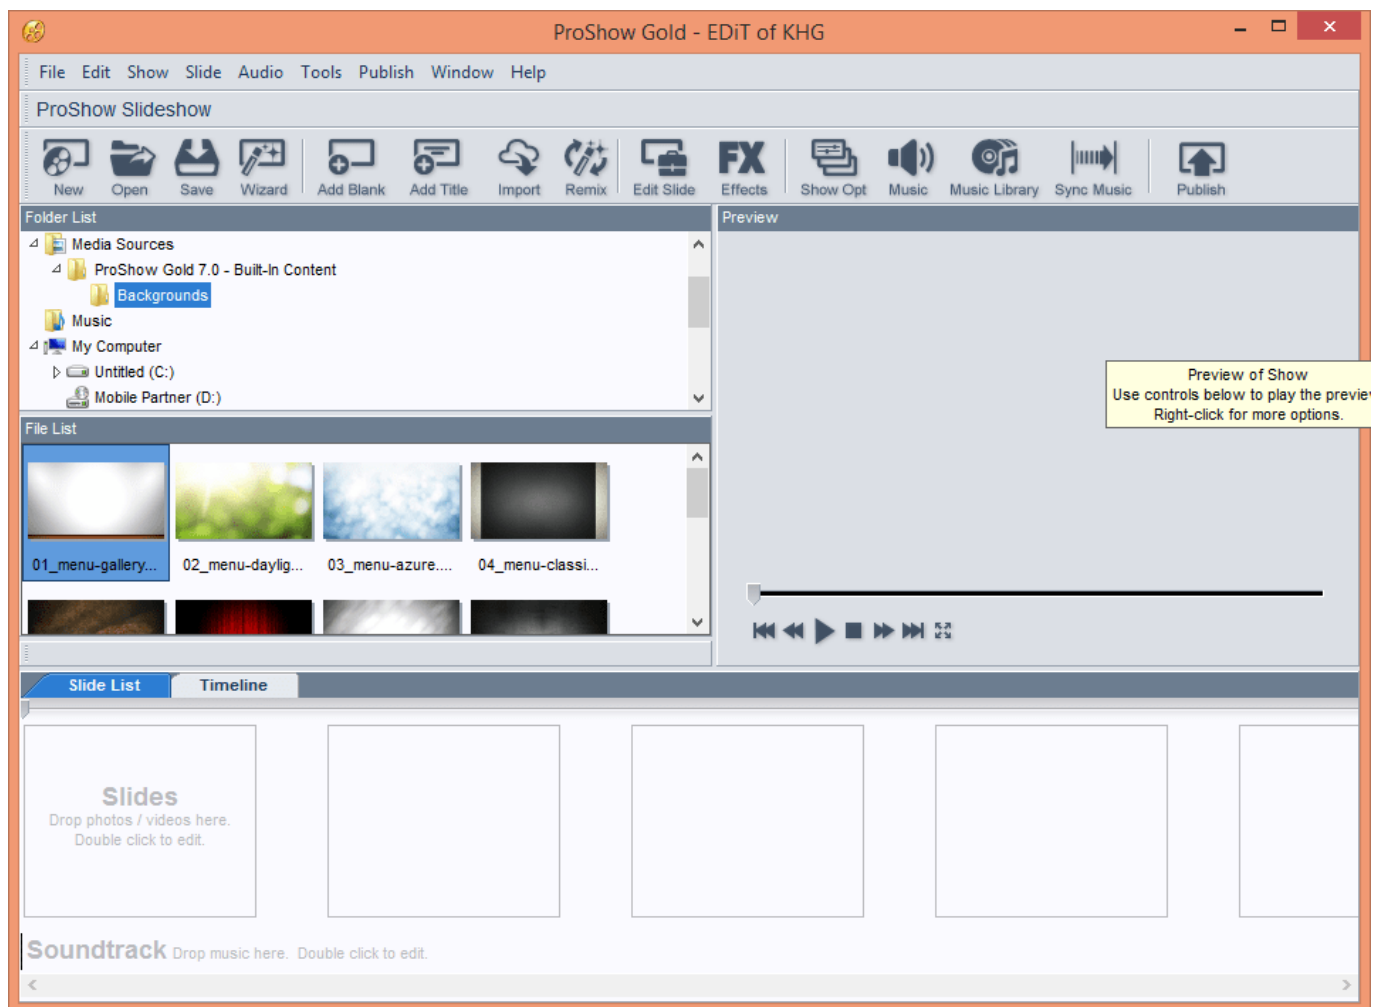 ProShow Gold - EDiT of KHG
File Edit Show Slide Audio Tools Publish Window Help
ProShow Slideshow
New Open Save Wizard Add Blank Add Title Import Remix Edit Slide Effects Show Opt Music Music Library Sync Music Publish
FX
Folder List
Media Sources
ProShow Gold 7.0 - Built-In Content
Backgrounds
Music
My Computer
Untitled (C:)
Mobile Partner (D:)
Preview
Preview of Show
Use controls below to play the previe
Right-click for more options.
File List
01_menu-gallery... 02_menu-daylig... 03_menu-azure.... 04_menu-classi...
Slide List Timeline
Slides
Drop photos / videos here.
Double click to edit.
Soundtrack Drop music here. Double click to edit.